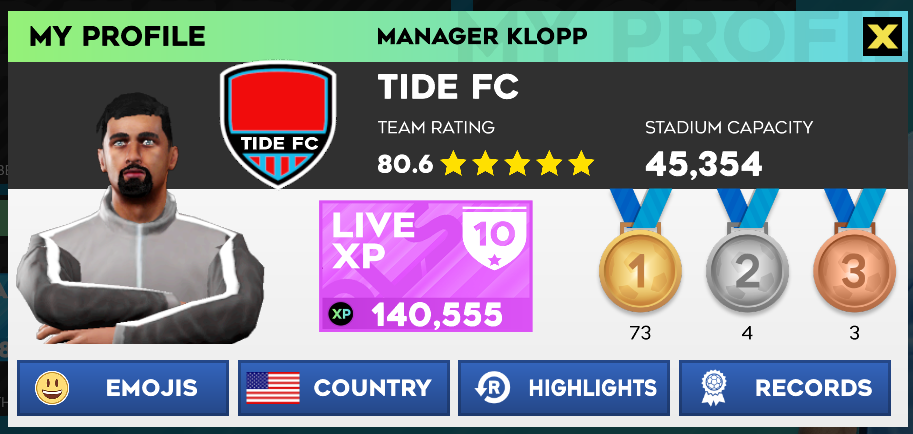 MY PROFILE
MANAGER KLOPP
X
TIDE FC
TIDE FC
TEAM RATING
80.6
STADIUM CAPACITY
45,354
LIVE
XP
10
XP 140,555
1
2
3
73
4
3
EMOJIS
COUNTRY
R HIGHLIGHTS
RECORDS